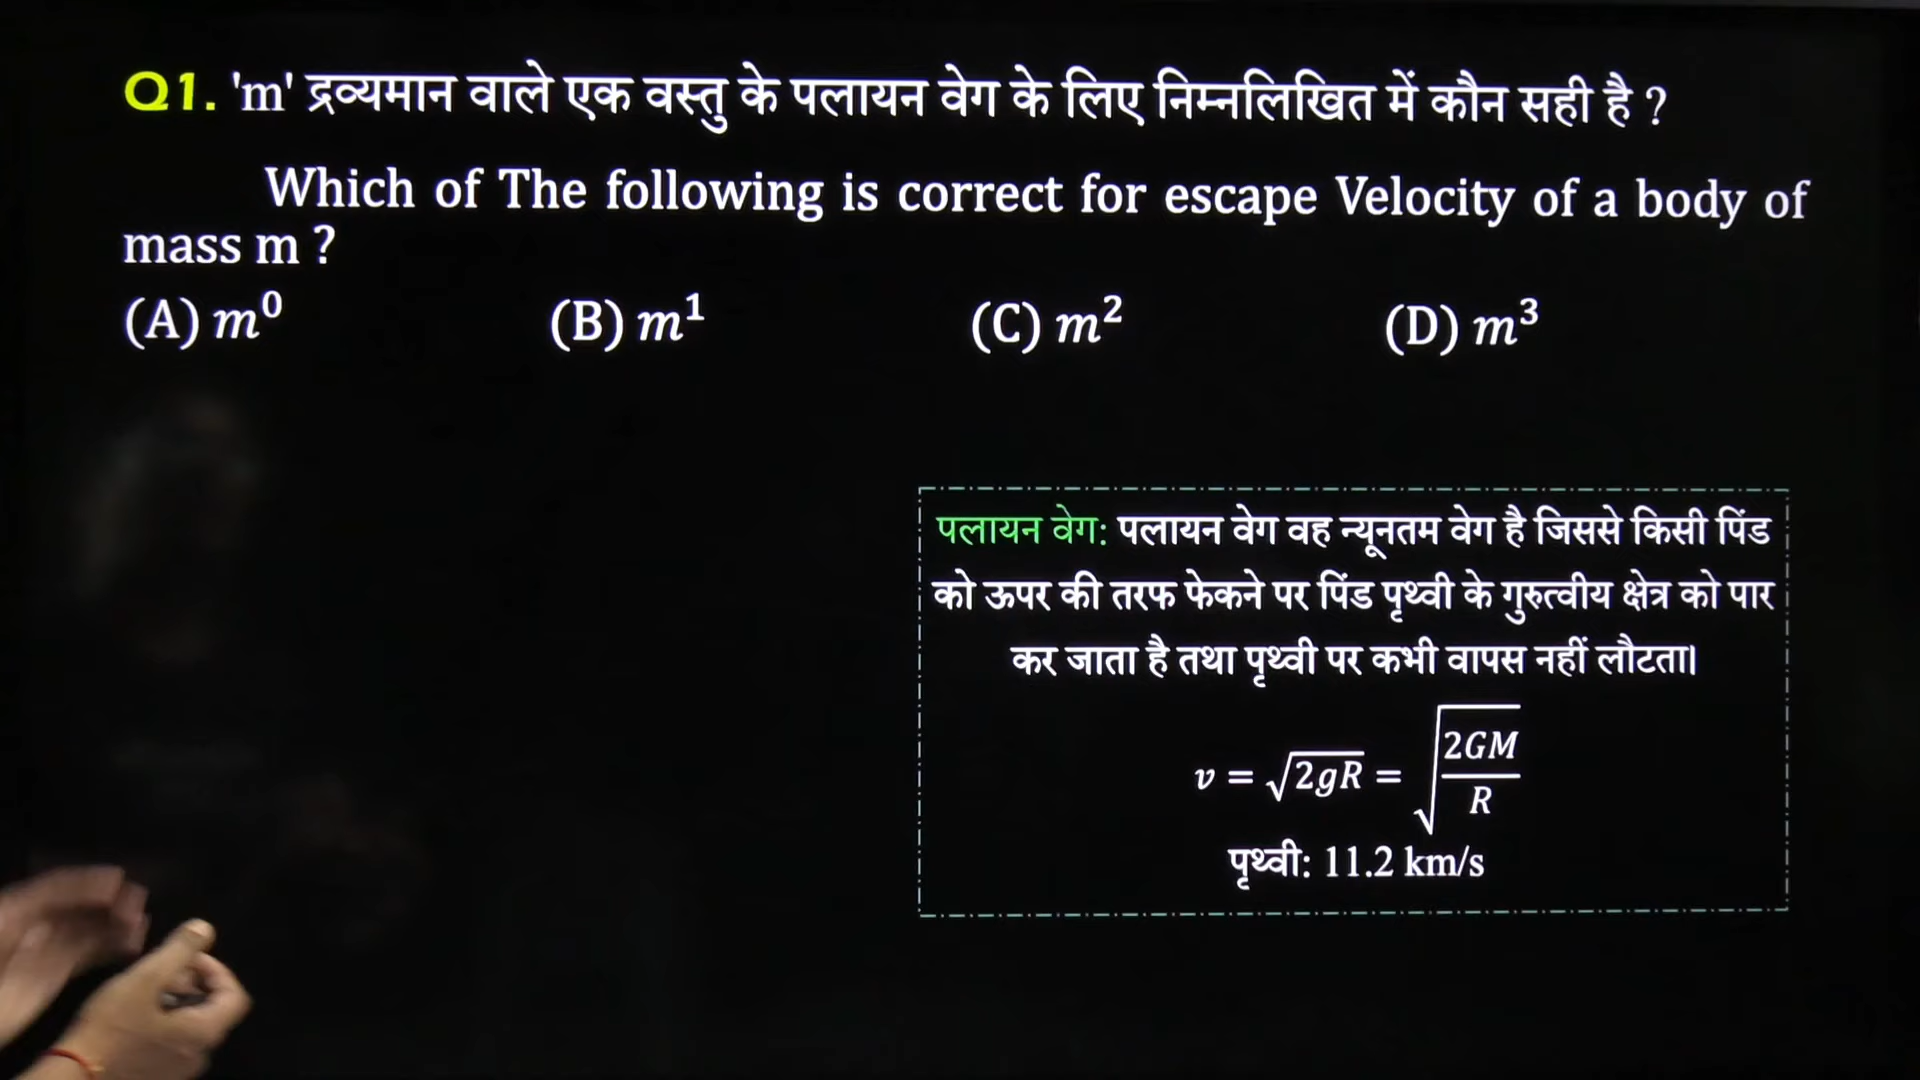 Q1. 'm' द्रव्यमान वाले एक वस्तु के पलायन वेग के लिए निम्नलिखित में कौन सही है ?
Which of The following is correct for escape Velocity of a body of
mass m ?
(A) m⁰ (B) m¹ (C) m² (D) m³
पलायन वेग: पलायन वेग वह न्यूनतम वेग है जिससे किसी पिंड
को ऊपर की तरफ फेकने पर पिंड पृथ्वी के गुरुत्वीय क्षेत्र को पार
कर जाता है तथा पृथ्वी पर कभी वापस नहीं लौटता।
v = √2gR = √(2GM/R)
पृथ्वी: 11.2 km/s